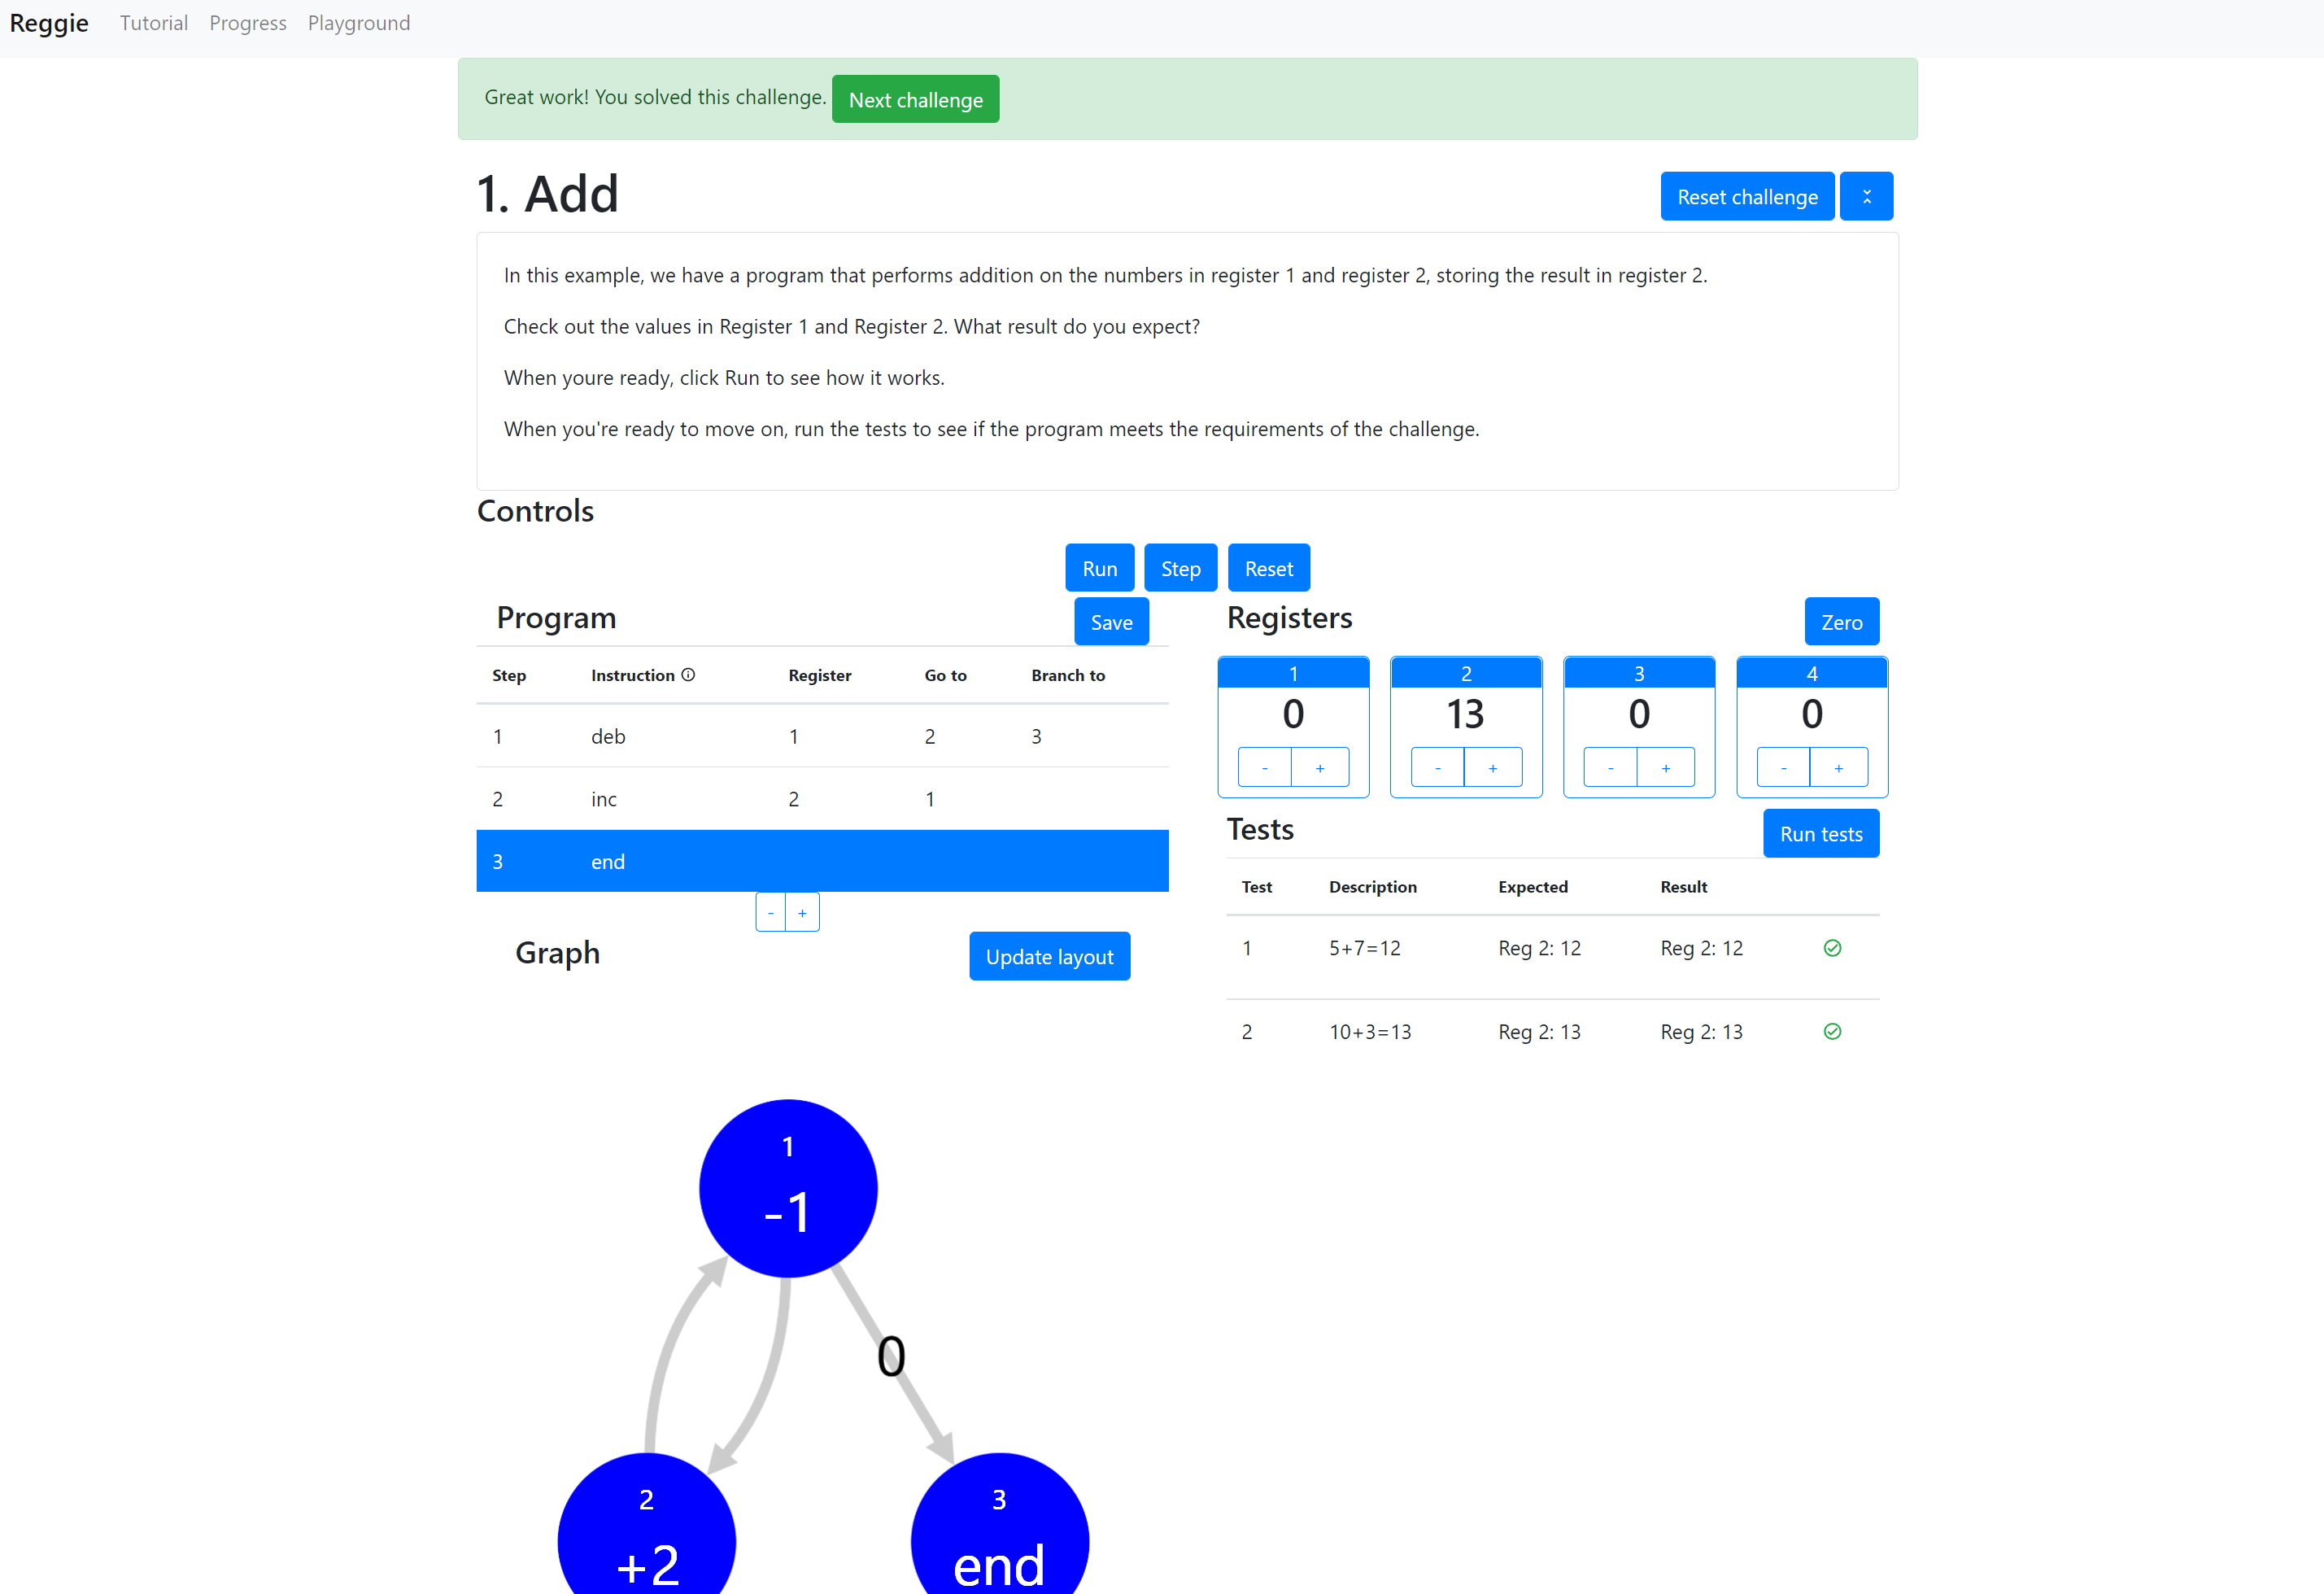 Reggie Tutorial Progress Playground
Great work! You solved this challenge. Next challenge
1. Add
Reset challenge
In this example, we have a program that performs addition on the numbers in register 1 and register 2, storing the result in register 2.
Check out the values in Register 1 and Register 2. What result do you expect?
When youre ready, click Run to see how it works.
When you're ready to move on, run the tests to see if the program meets the requirements of the challenge.
Controls
Run Step Reset
Program Save
Step Instruction Register Go to Branch to
1 deb 1 2 3
2 inc 2 1
3 end
- +
Registers Zero
1 2 3 4
0 13 0 0
- + - + - + - +
Tests Run tests
Test Description Expected Result
1 5+7=12 Reg 2: 12 Reg 2: 12
2 10+3=13 Reg 2: 13 Reg 2: 13
Graph Update layout
1
-1
0
2
+2
3
end